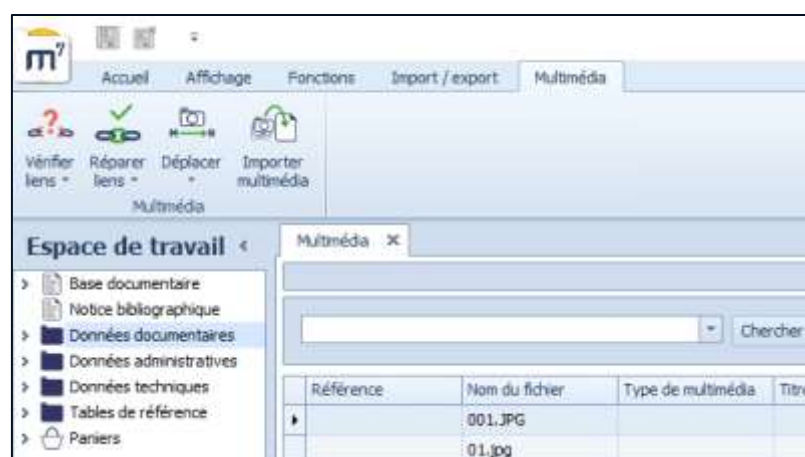 m7
Accueil Affichage Fonctions Import / export Multimédia
Vérifier liens Réparer liens Déplacer Importer multimédia
Multimédia
Espace de travail
Multimédia
Base documentaire
Notice bibliographique
Données documentaires
Chercher
Données administratives
Données techniques
Référence Nom du fichier Type de multimédia Titre
Tables de référence
001.JPG
Paniers
01.jpg